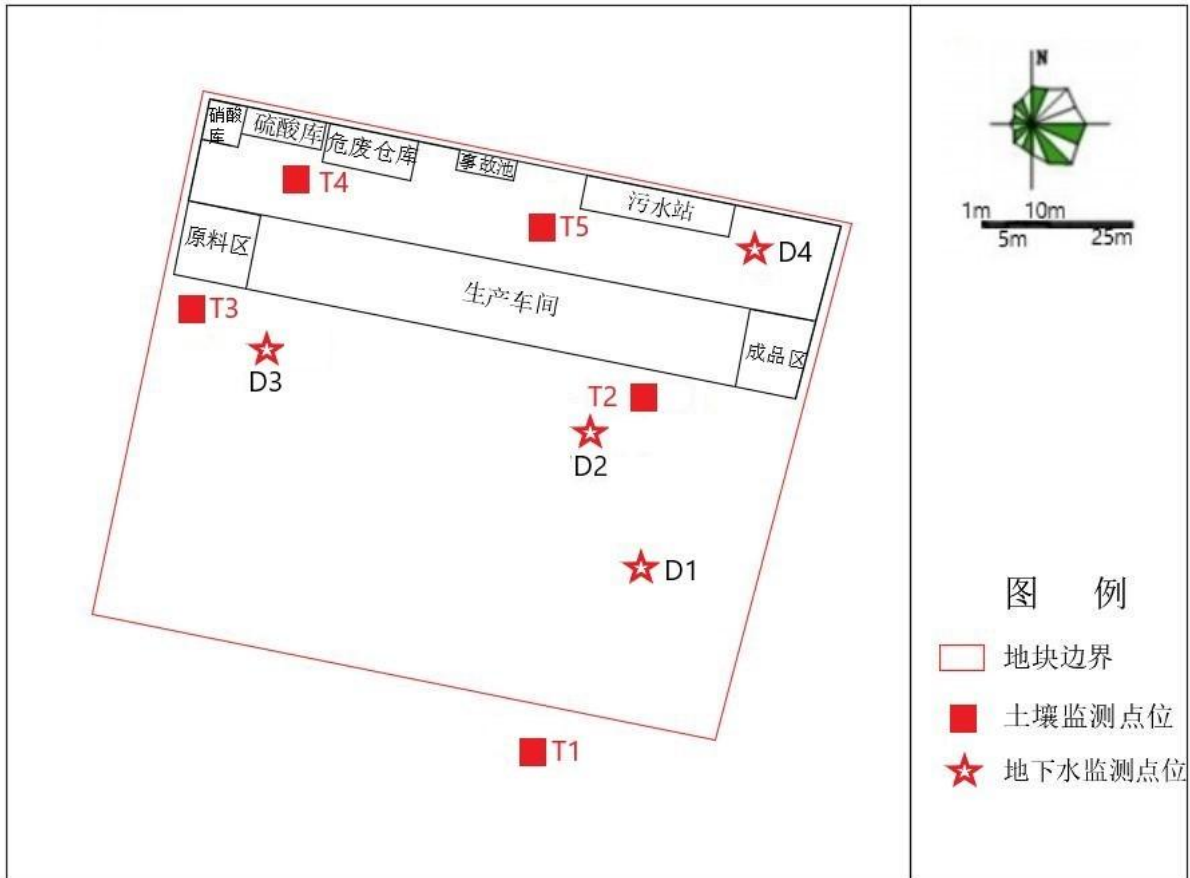 硝酸
库
硫酸库
危废仓库
事故池
污水站
T4
T5
D4
原料区
生产车间
成品区
T3
D3
T2
D2
D1
T1
N
1m 10m
5m 25m
图 例
地块边界
土壤监测点位
地下水监测点位